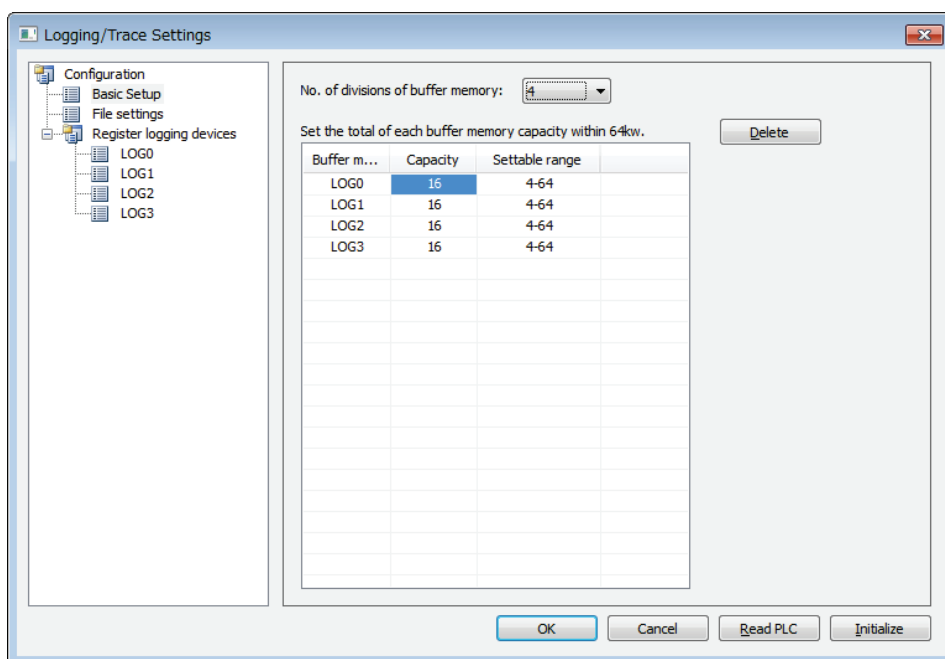 Logging/Trace Settings
Configuration
Basic Setup
File settings
Register logging devices
LOG0
LOG1
LOG2
LOG3
No. of divisions of buffer memory: 4
Set the total of each buffer memory capacity within 64kw.
Delete
Buffer m... Capacity Settable range
LOG0 16 4-64
LOG1 16 4-64
LOG2 16 4-64
LOG3 16 4-64
OK Cancel Read PLC Initialize